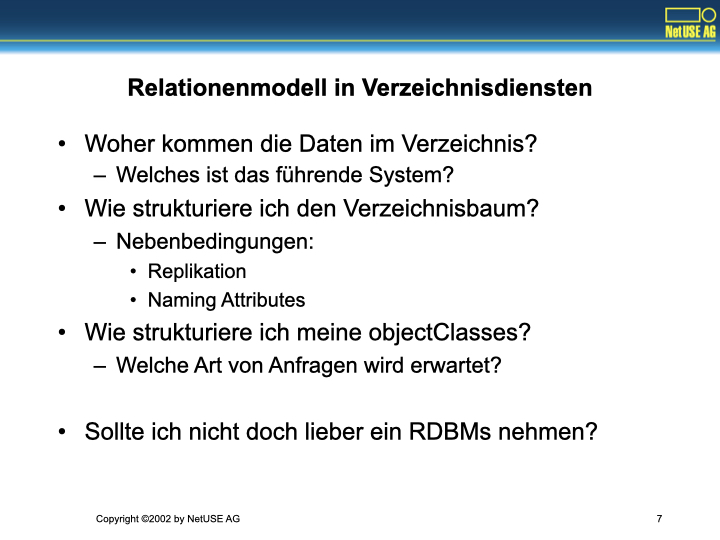 NetUSE AG
Relationenmodell in Verzeichnisdiensten
• Woher kommen die Daten im Verzeichnis?
– Welches ist das führende System?
• Wie strukturiere ich den Verzeichnisbaum?
– Nebenbedingungen:
• Replikation
• Naming Attributes
• Wie strukturiere ich meine objectClasses?
– Welche Art von Anfragen wird erwartet?
• Sollte ich nicht doch lieber ein RDBMs nehmen?
Copyright ©2002 by NetUSE AG
7